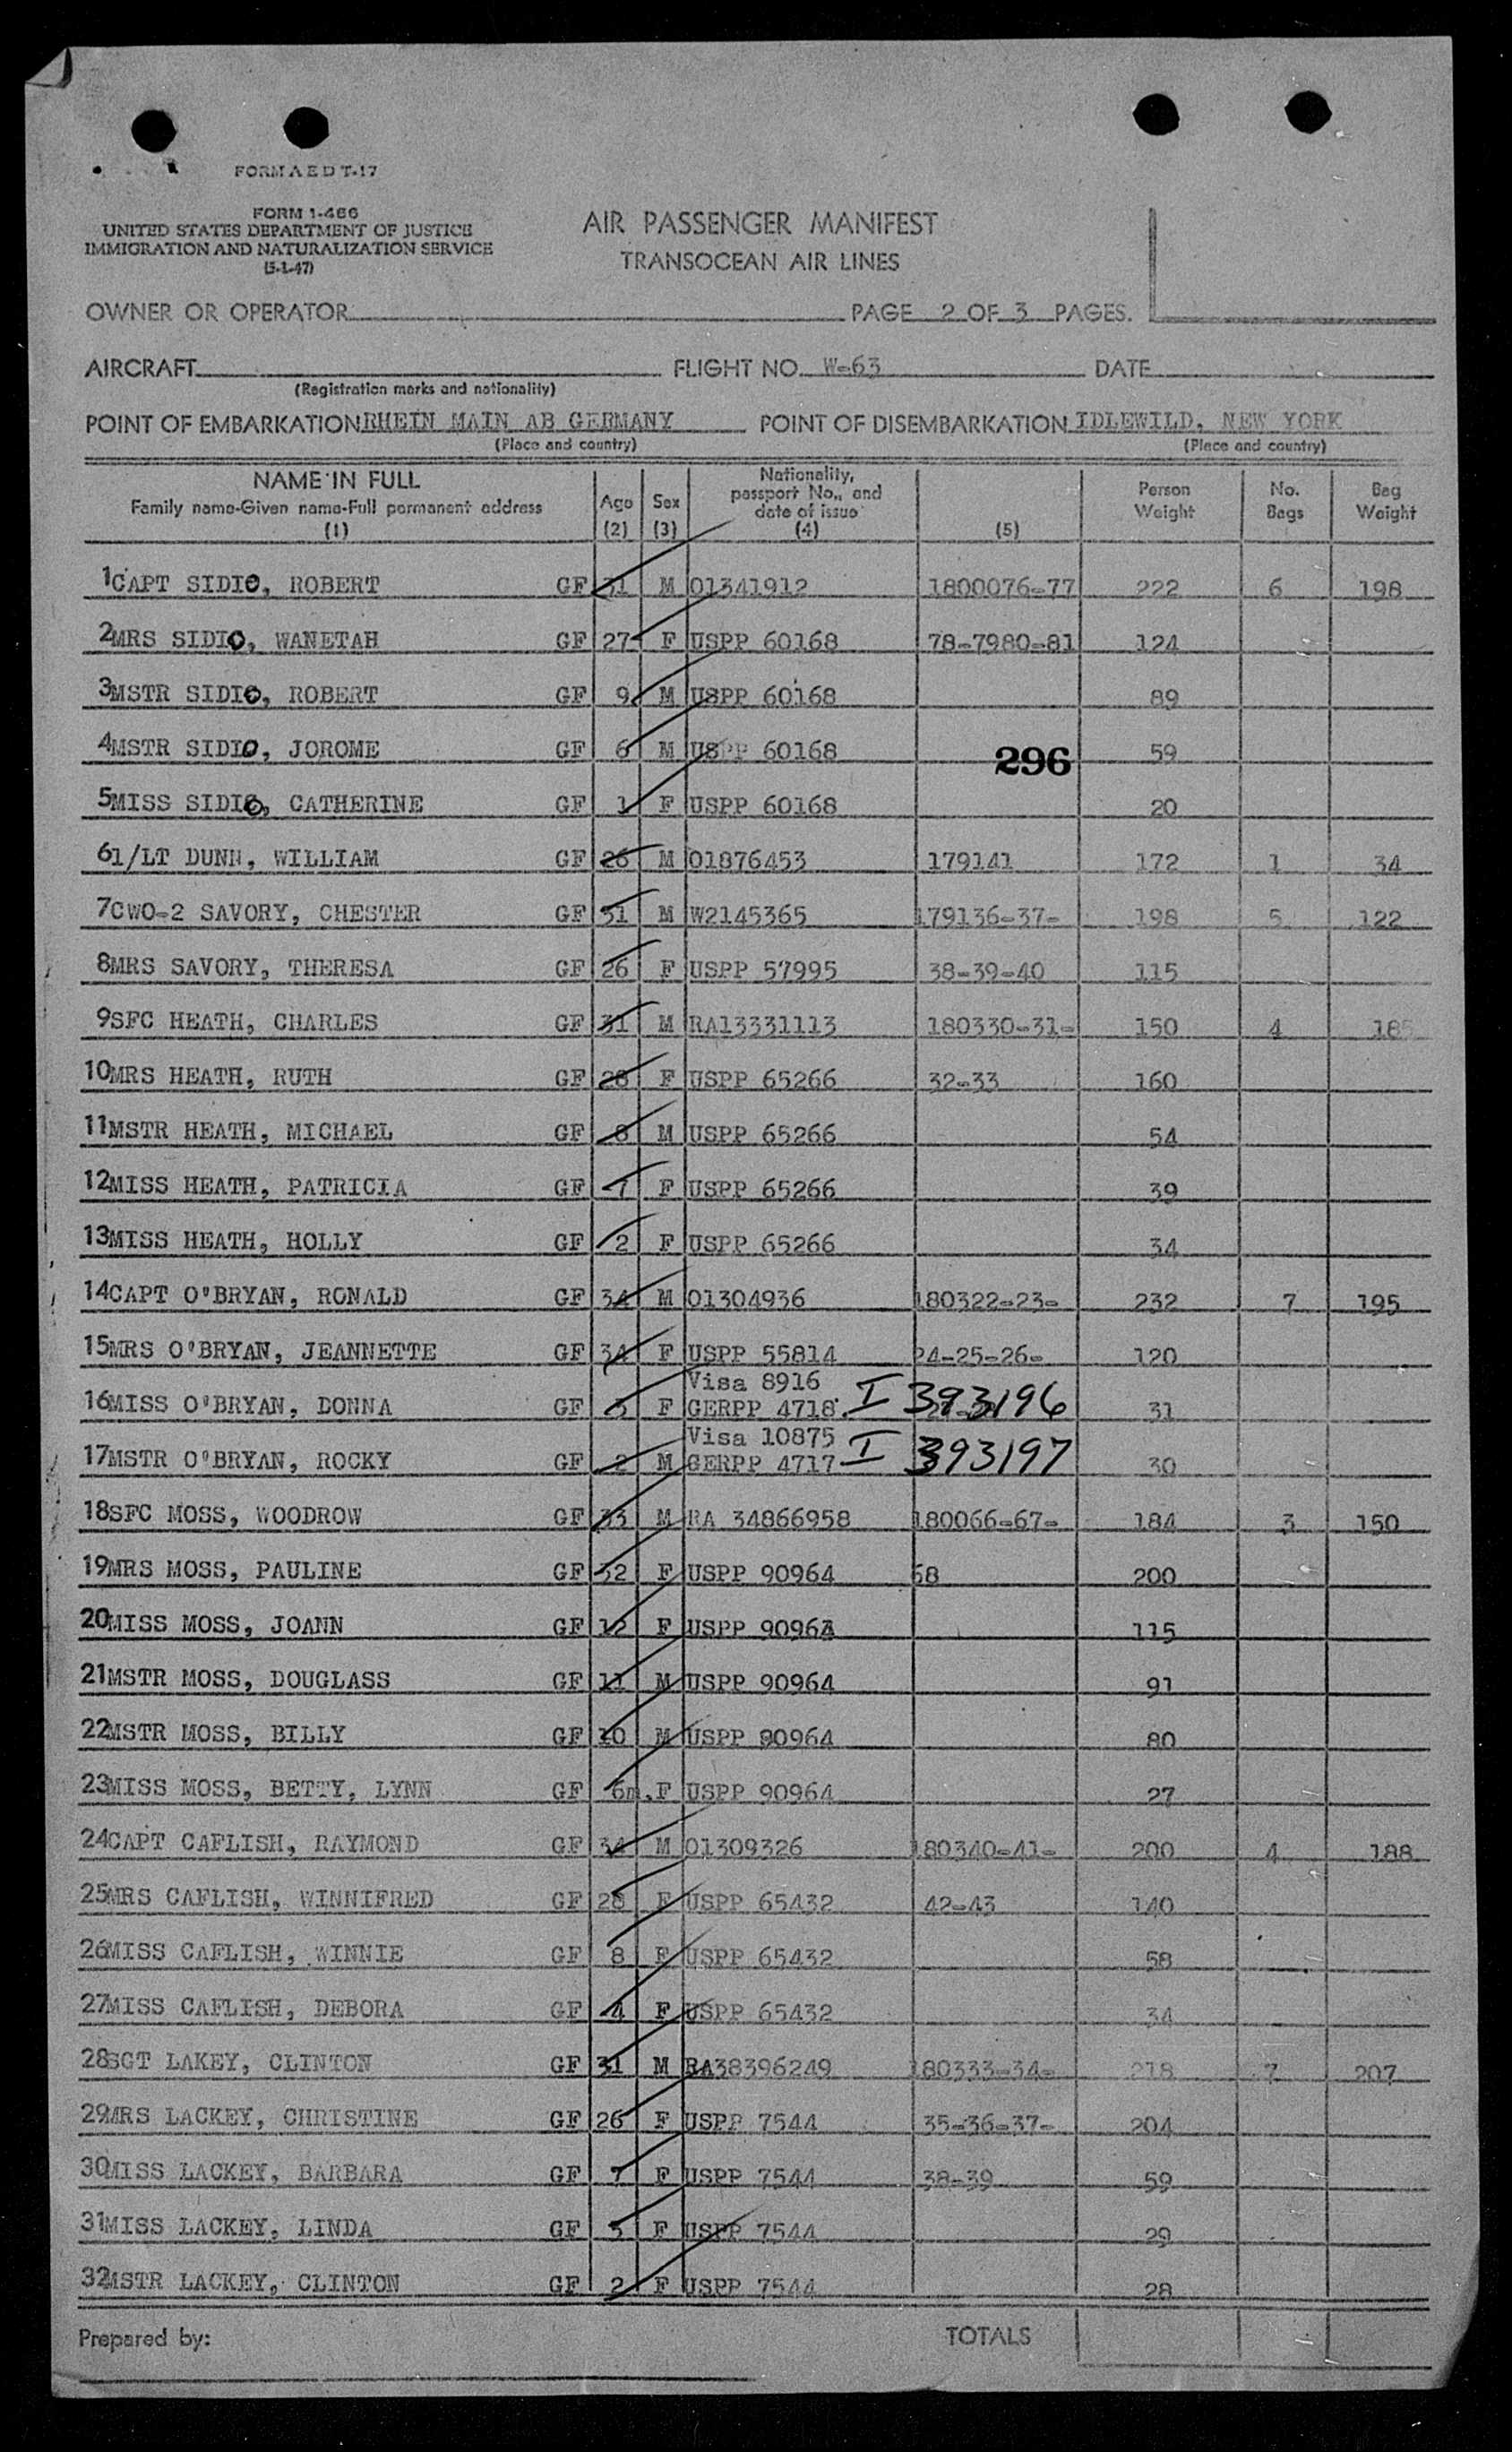 FORM A E D T-17
FORM 1-466
UNITED STATES DEPARTMENT OF JUSTICE
IMMIGRATION AND NATURALIZATION SERVICE
(5-1-47)
AIR PASSENGER MANIFEST
TRANSOCEAN AIR LINES
OWNER OR OPERATOR PAGE 2 OF 3 PAGES.
AIRCRAFT FLIGHT NO. W-63 DATE
(Registration marks and nationality)
POINT OF EMBARKATION RHEIN MAIN AB GERMANY POINT OF DISEMBARKATION IDLEWILD, NEW YORK
(Place and country) (Place and country)
NAME IN FULL
Family name-Given name-Full permanent address
(1)
Age
(2)
Sex
(3)
Nationality,
passport No., and
date of issue
(4)
(5)
Person
Weight
No.
Bags
Bag
Weight
1 CAPT SIDIO, ROBERT GF 31 M 01341912 1800076-77 222 6 198
2 MRS SIDIO, WANETAH GF 27 F USPP 60168 78-7980-81 124
3 MSTR SIDIO, ROBERT GF 9 M USPP 60168 89
4 MSTR SIDIO, JOROME GF 6 M USPP 60168 296 59
5 MISS SIDIO, CATHERINE GF 1 F USPP 60168 20
6 1/LT DUNN, WILLIAM GF 26 M 01876453 179141 172 1 34
7 CWO-2 SAVORY, CHESTER GF 31 M W2145365 179136-37- 198 5 122
8 MRS SAVORY, THERESA GF 26 F USPP 57995 38-39-40 115
9 SFC HEATH, CHARLES GF 31 M RA13331113 180330-31- 150 4 185
10 MRS HEATH, RUTH GF 28 F USPP 65266 32-33 160
11 MSTR HEATH, MICHAEL GF 8 M USPP 65266 54
12 MISS HEATH, PATRICIA GF 7 F USPP 65266 39
13 MISS HEATH, HOLLY GF 2 F USPP 65266 34
14 CAPT O'BRYAN, RONALD GF 34 M 01304936 180322-23- 232 7 195
15 MRS O'BRYAN, JEANNETTE GF 34 F USPP 55814 24-25-26- 120
Visa 8916
16 MISS O'BRYAN, DONNA GF 3 F GERPP 4718 I 393196 31
Visa 10875
17 MSTR O'BRYAN, ROCKY GF 2 M GERPP 4717 I 393197 30
18 SFC MOSS, WOODROW GF 33 M RA 34866958 180066-67- 184 3 150
19 MRS MOSS, PAULINE GF 32 F USPP 90964 68 200
20 MISS MOSS, JOANN GF 12 F USPP 90964 115
21 MSTR MOSS, DOUGLASS GF 11 M USPP 90964 91
22 MSTR MOSS, BILLY GF 10 M USPP 90964 80
23 MISS MOSS, BETTY, LYNN GF 6m. F USPP 90964 27
24 CAPT CAFLISH, RAYMOND GF 34 M 01309326 180340-41- 200 4 188
25 MRS CAFLISH, WINNIFRED GF 28 F USPP 65432 42-43 140
26 MISS CAFLISH, WINNIE GF 8 F USPP 65432 58
27 MISS CAFLISH, DEBORA GF 4 F USPP 65432 34
28 SGT LAKEY, CLINTON GF 31 M RA38396249 180333-34- 218 7 207
29 MRS LACKEY, CHRISTINE GF 26 F USPP 7544 35-36-37- 204
30 MISS LACKEY, BARBARA GF 7 F USPP 7544 38-39 59
31 MISS LACKEY, LINDA GF 3 F USPP 7544 29
32 MSTR LACKEY, CLINTON GF 2 F USPP 7544 28
Prepared by: TOTALS